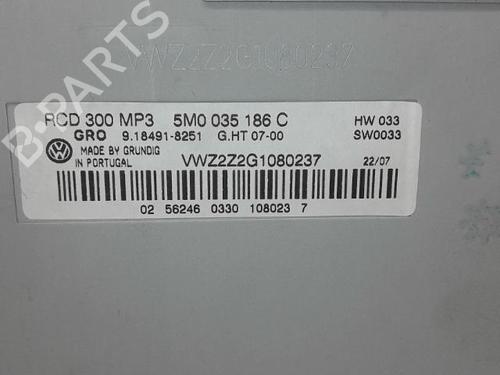 VWZ2Z2G1080237
RCD 300 MP3 5M0 035 186 C HW 033
GRO 9.18491-8251 G.HT 07-00 SW0033
MADE BY GRUNDIG
IN PORTUGAL VWZ2Z2G1080237 22/07
02 56246 0330 108023 7
B-PARTS